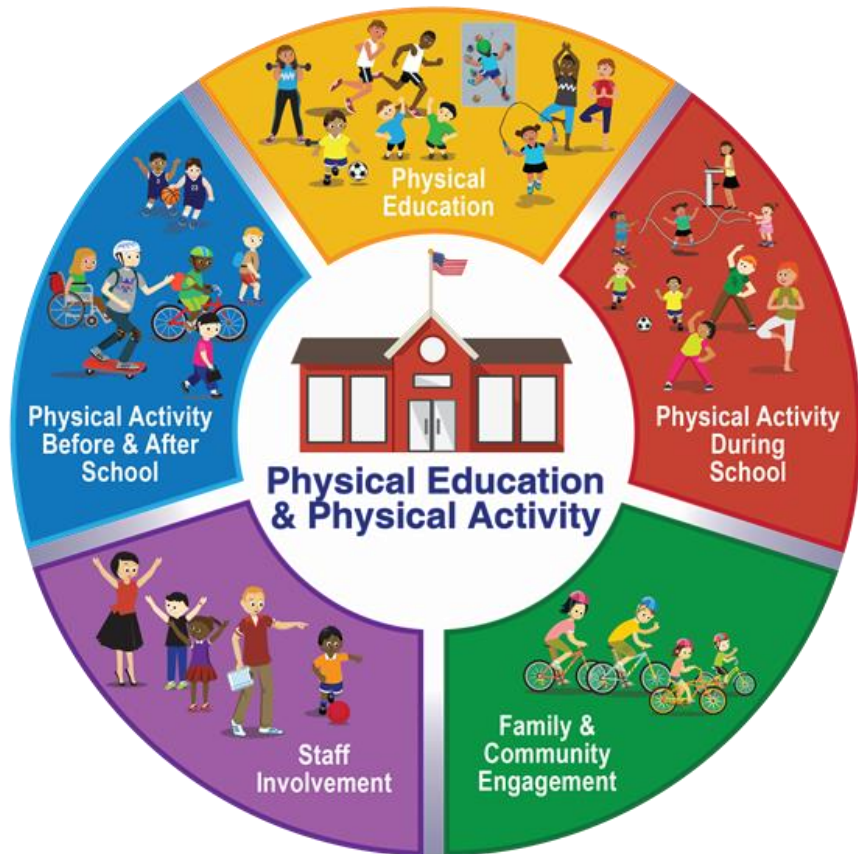 Physical
Education
Physical Activity
Before & After
School
Physical Activity
During
School
Physical Education
& Physical Activity
Staff
Involvement
Family &
Community
Engagement